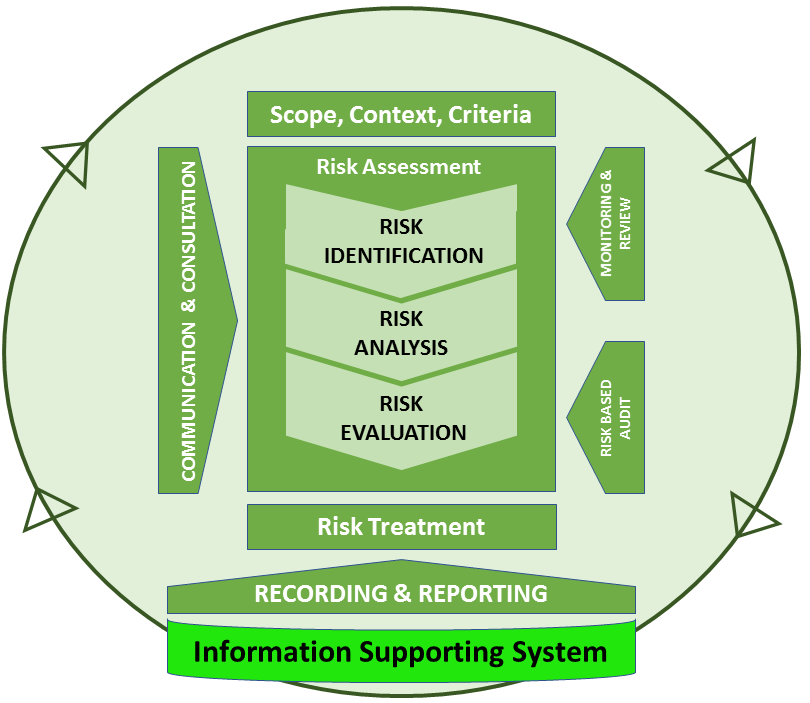 Scope, Context, Criteria
Risk Assessment
RISK
IDENTIFICATION
RISK
ANALYSIS
RISK
EVALUATION
COMMUNICATION & CONSULTATION
MONITORING &
REVIEW
RISK BASED
AUDIT
Risk Treatment
RECORDING & REPORTING
Information Supporting System